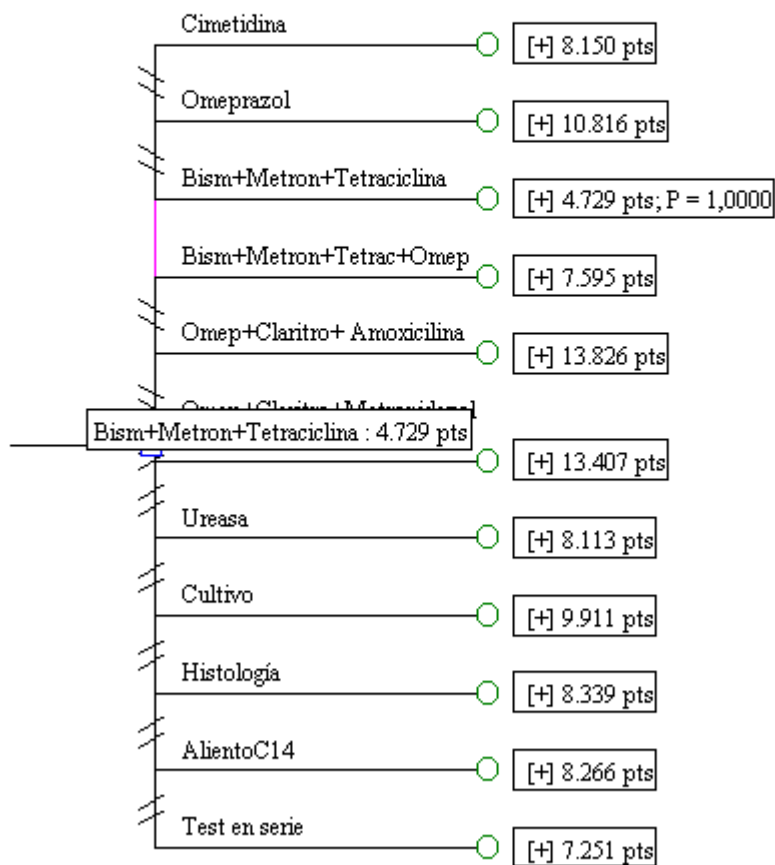 Cimetidina
[+] 8.150 pts
Omeprazol
[+] 10.816 pts
Bism+Metron+Tetraciclina
[+] 4.729 pts; P = 1,0000
Bism+Metron+Tetrac+Omep
[+] 7.595 pts
Omep+Claritro+ Amoxicilina
[+] 13.826 pts
Bism+Metron+Tetraciclina : 4.729 pts
[+] 13.407 pts
Ureasa
[+] 8.113 pts
Cultivo
[+] 9.911 pts
Histología
[+] 8.339 pts
AlientoC14
[+] 8.266 pts
Test en serie
[+] 7.251 pts